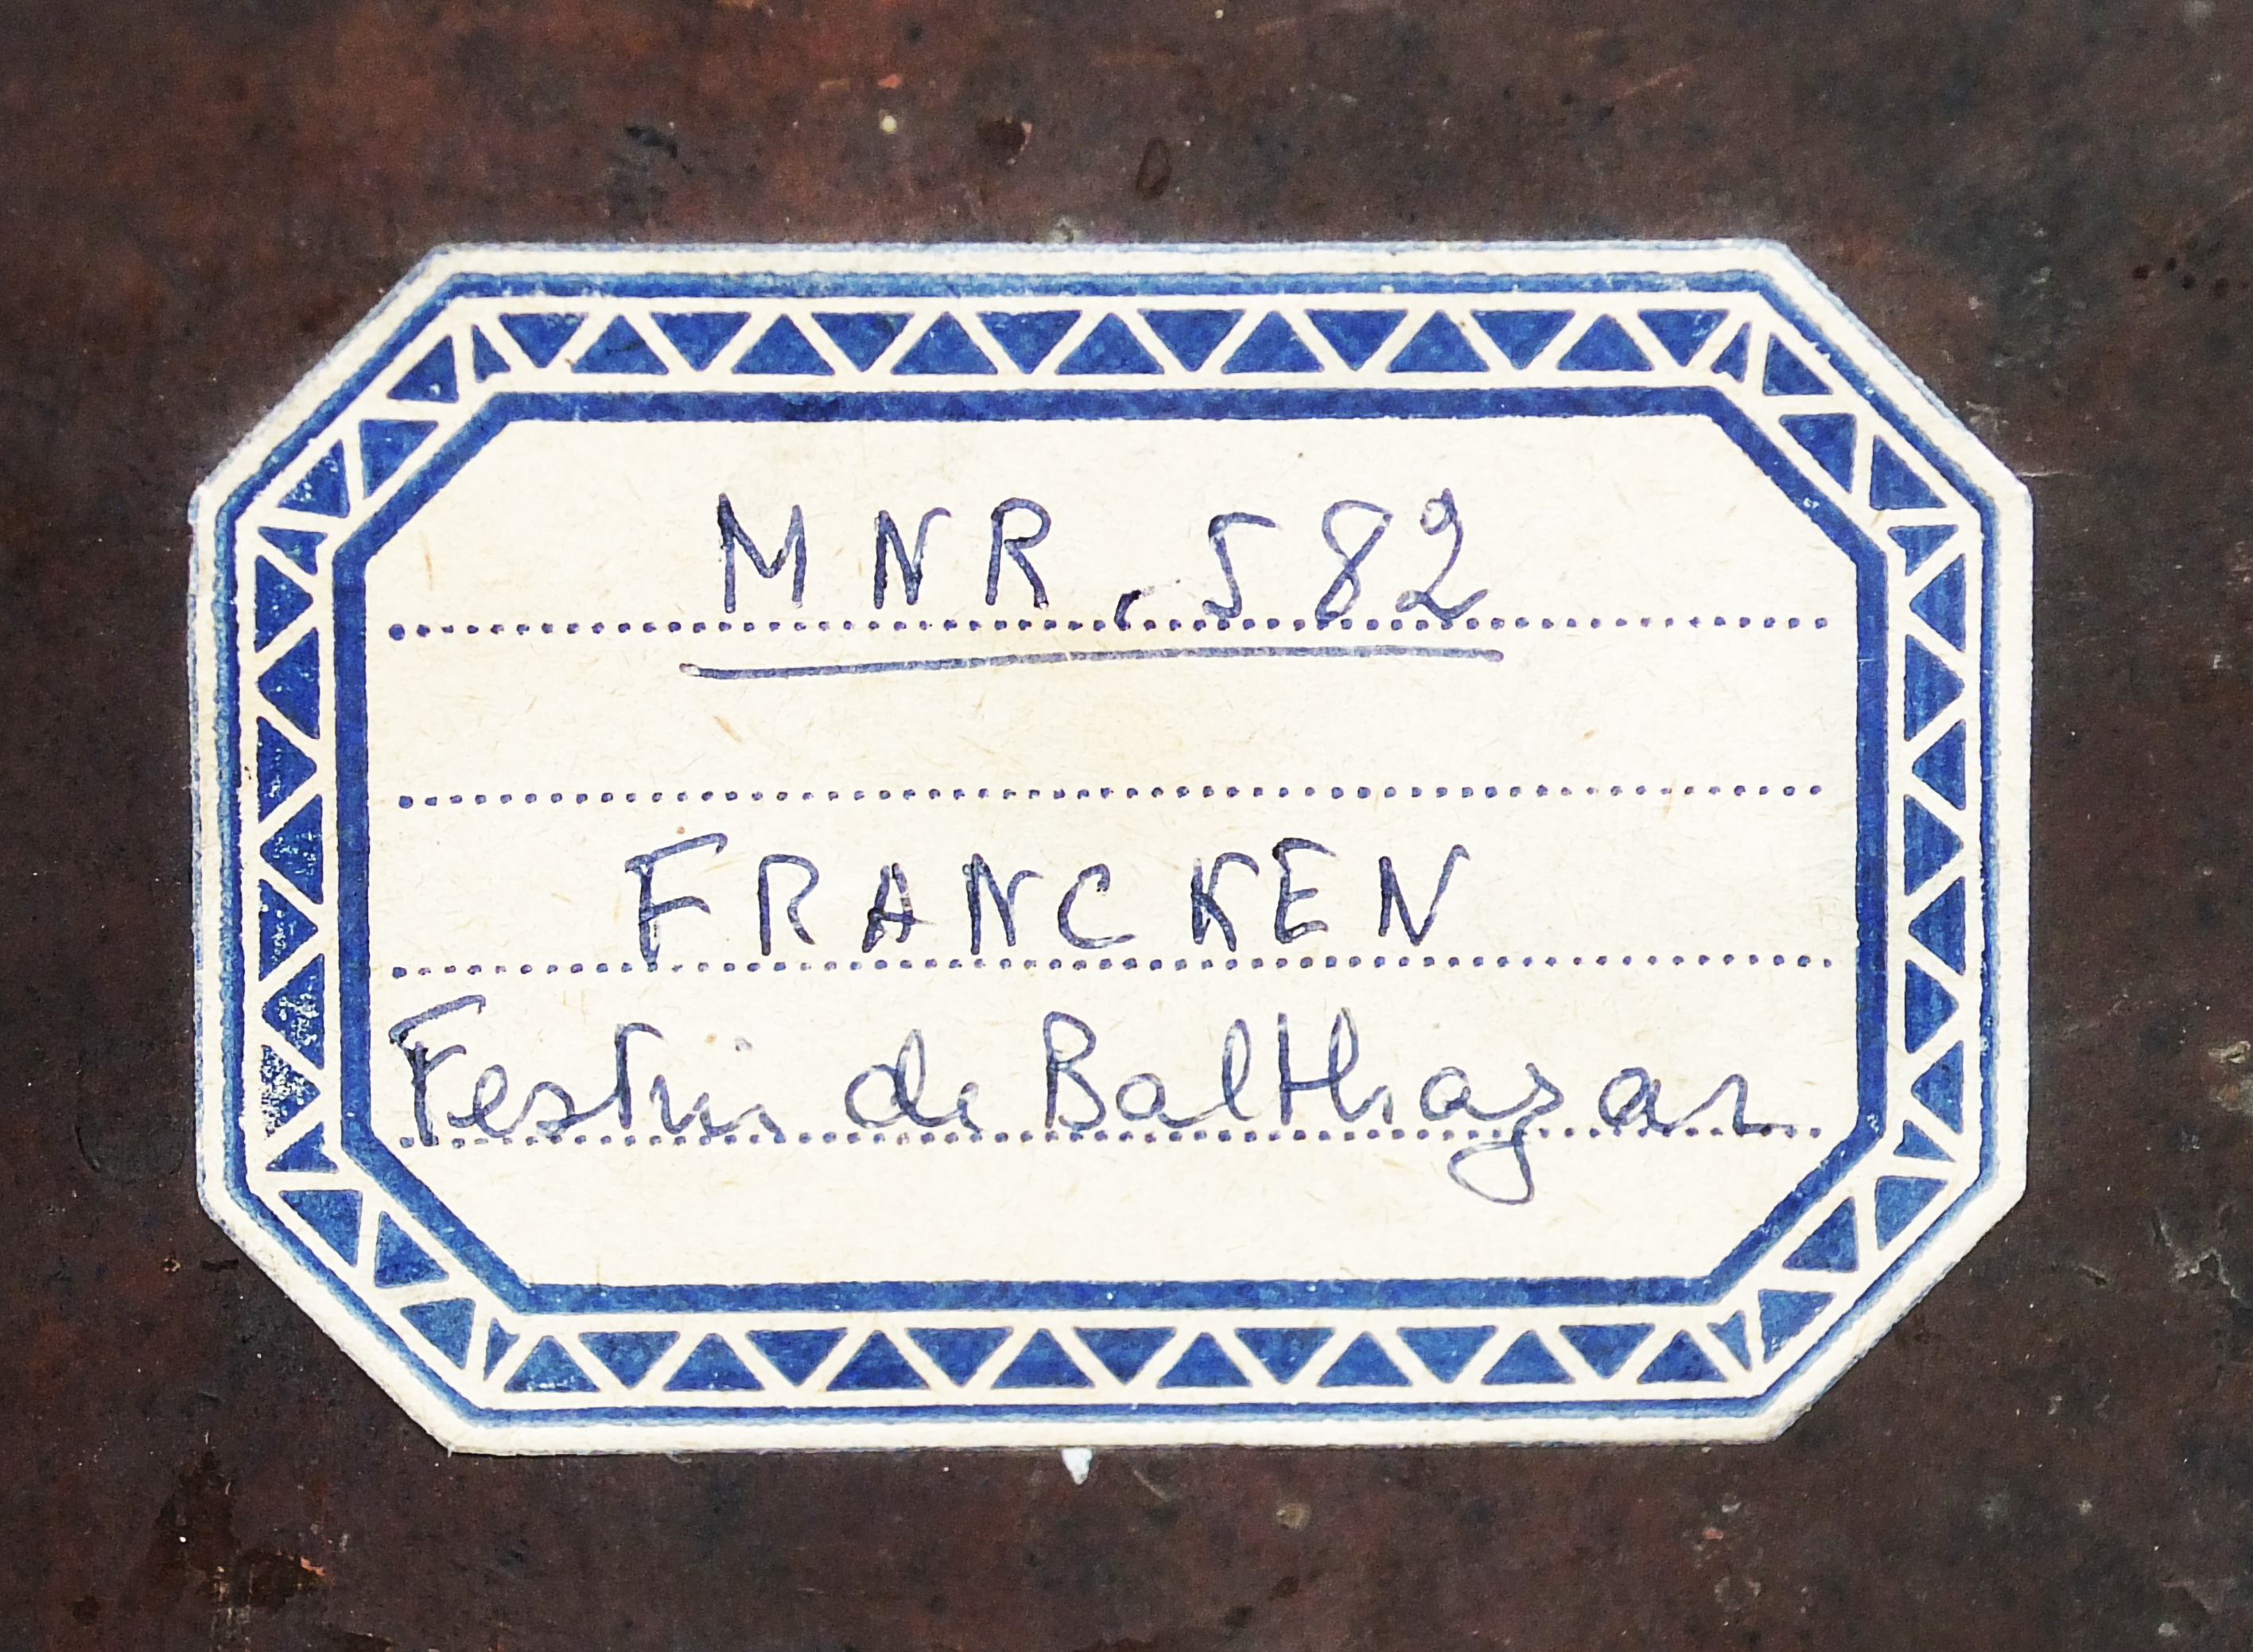 MNR. 582
FRANCKEN
Festin de Balthazar